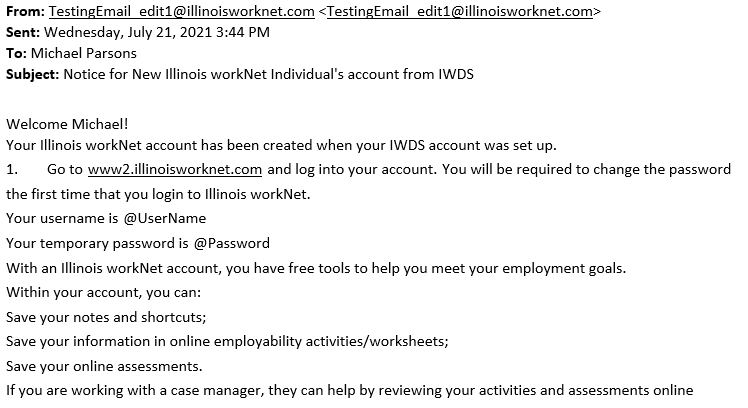 From: TestingEmail_edit1@illinoisworknet.com <TestingEmail_edit1@illinoisworknet.com>
Sent: Wednesday, July 21, 2021 3:44 PM
To: Michael Parsons
Subject: Notice for New Illinois workNet Individual's account from IWDS
Welcome Michael!
Your Illinois workNet account has been created when your IWDS account was set up.
1. Go to www2.illinoisworknet.com and log into your account. You will be required to change the password
the first time that you login to Illinois workNet.
Your username is @UserName
Your temporary password is @Password
With an Illinois workNet account, you have free tools to help you meet your employment goals.
Within your account, you can:
Save your notes and shortcuts;
Save your information in online employability activities/worksheets;
Save your online assessments.
If you are working with a case manager, they can help by reviewing your activities and assessments online